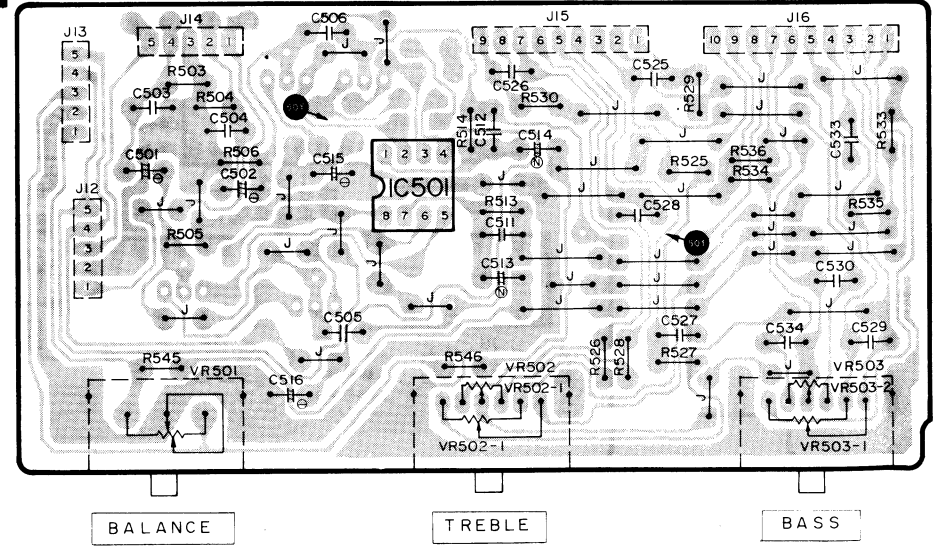 J13
J14
C506
J15
J16
5
5 4 3 2 1
9 8 7 6 5 4 3 2 1
10 9 8 7 6 5 4 3 2 1
J
J
4
R503
C525
J
J
3
C526
R529
C503
R504
R530
J
2
501
C504
R514
C512
J
C533
R533
1
C514
J
J
1 2 3 4
R506
R536
C501
C515
J
R525
C502
IC501
R534
J12
J
J
J
J
J
J
5
J
R513
C528
J
R535
8 7 6 5
4
J
C511
J
J
R505
501
3
J
J
J
J
J
2
C513
C530
J
J
1
J
J
J
J
J
C505
C527
C534
C529
J
R526
R528
R545
R546
VR502
R527
VR503
VR501
J
C516
VR502-1
J
VR503-2
VR502-1
VR503-1
BALANCE
TREBLE
BASS